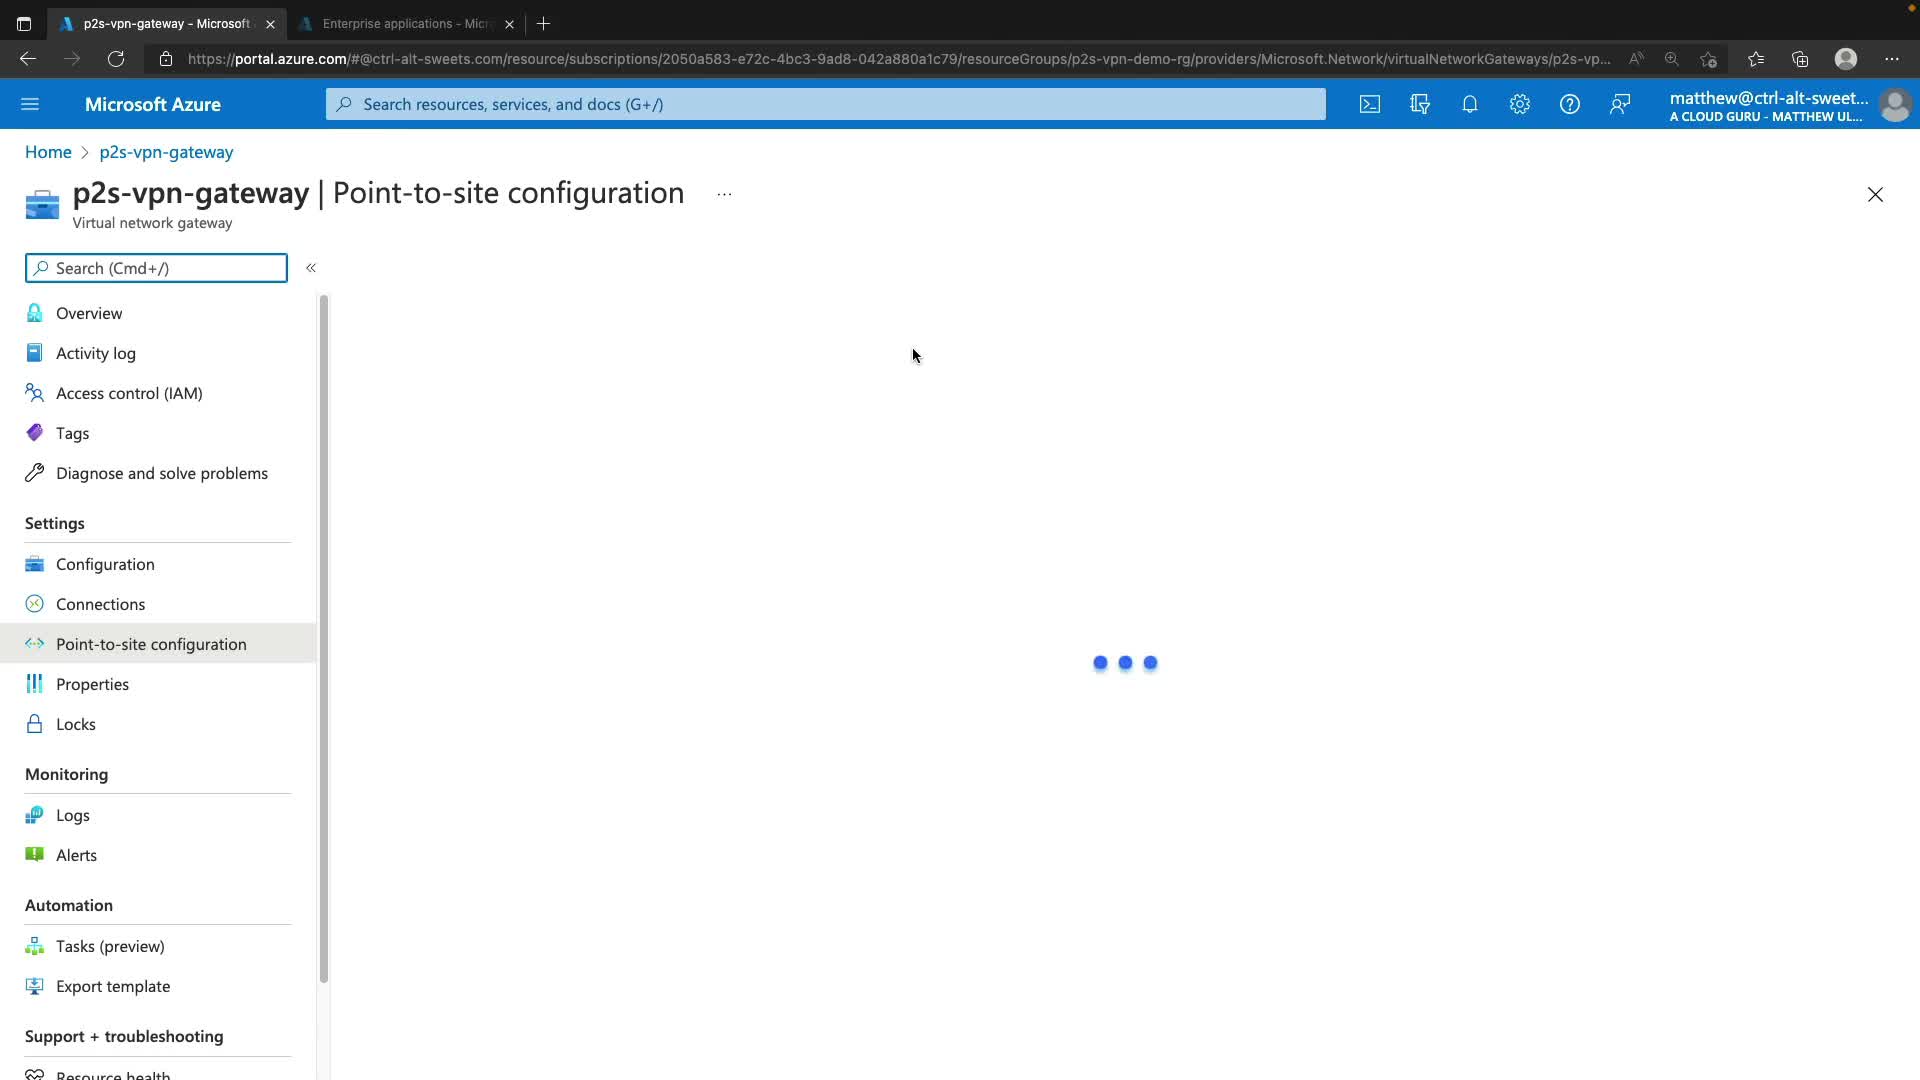 p2s-vpn-gateway - Microsoft
Enterprise applications - Micr
https://portal.azure.com/#@ctrl-alt-sweets.com/resource/subscriptions/2050a583-e72c-4bc3-9ad8-042a880a1c79/resourceGroups/p2s-vpn-demo-rg/providers/Microsoft.Network/virtualNetworkGateways/p2s-vp...
Microsoft Azure
Search resources, services, and docs (G+/)
matthew@ctrl-alt-sweet...
A CLOUD GURU - MATTHEW UL...
Home > p2s-vpn-gateway
p2s-vpn-gateway | Point-to-site configuration ...
Virtual network gateway
Search (Cmd+/)
«
Overview
Activity log
Access control (IAM)
Tags
Diagnose and solve problems
Settings
Configuration
Connections
Point-to-site configuration
Properties
Locks
Monitoring
Logs
Alerts
Automation
Tasks (preview)
Export template
Support + troubleshooting
Resource health